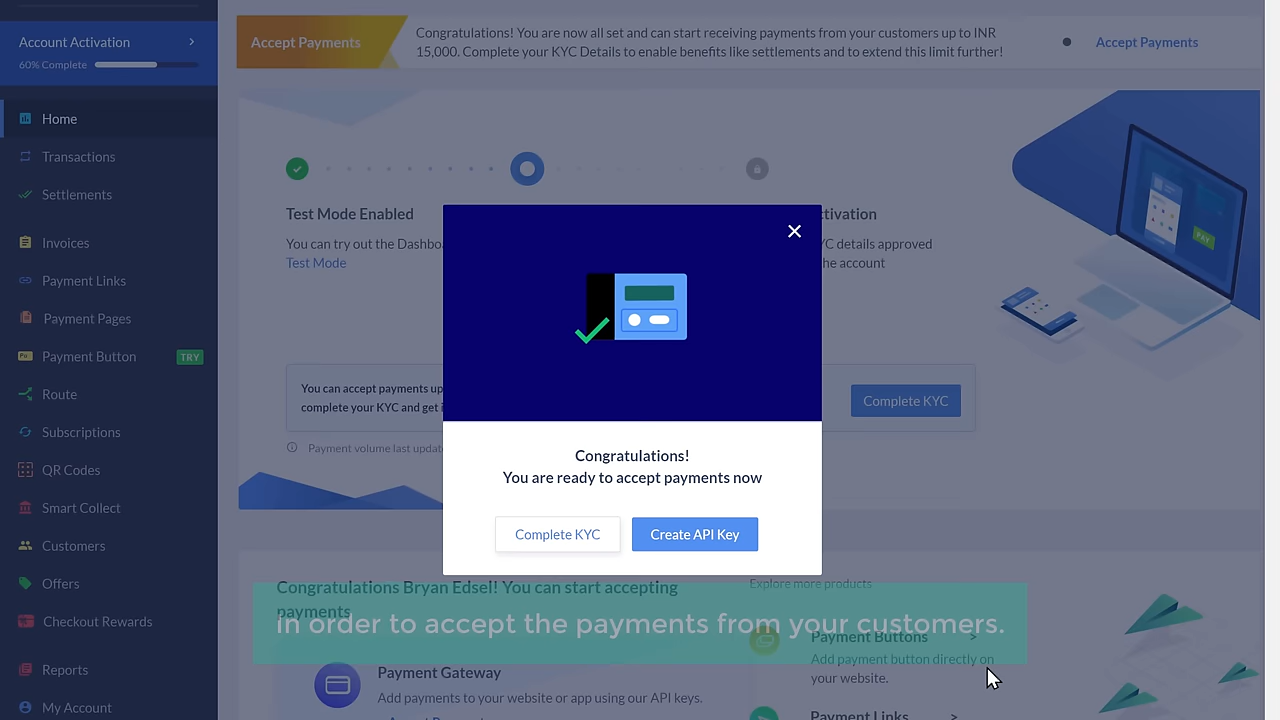 Account Activation
60% Complete
Home
Transactions
Settlements
Invoices
Payment Links
Payment Pages
Payment Button
TRY
Route
Subscriptions
QR Codes
Smart Collect
Customers
Offers
Checkout Rewards
Reports
My Account
Accept Payments
Congratulations! You are now all set and can start receiving payments from your customers up to INR
15,000. Complete your KYC Details to enable benefits like settlements and to extend this limit further!
Accept Payments
Test Mode Enabled
You can try out the Dashbo
Test Mode
ctivation
YC details approved
he account
PAY
You can accept payments up
complete your KYC and get i
Complete KYC
Payment volume last updat
Congratulations!
You are ready to accept payments now
Complete KYC
Create API Key
Congratulations Bryan Edsel! You can start accepting
payments
in order to accept the payments from your customers.
Payment Gateway
Add payments to your website or app using our API keys.
Explore more products
Payment Buttons >
Add payment button directly on
your website.
Payment Links >